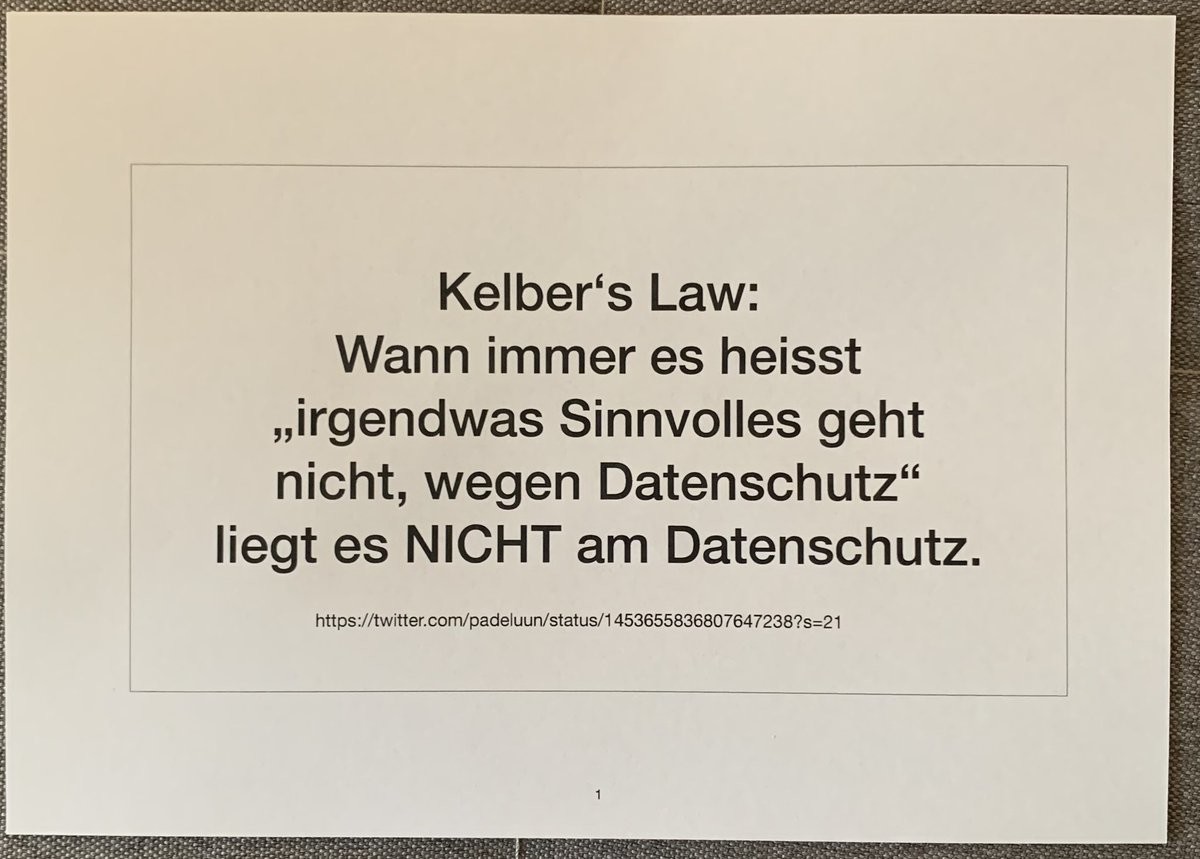 Kelber‘s Law:
Wann immer es heisst
„irgendwas Sinnvolles geht
nicht, wegen Datenschutz“
liegt es NICHT am Datenschutz.
https://twitter.com/padeluun/status/1453655836807647238?s=21
1